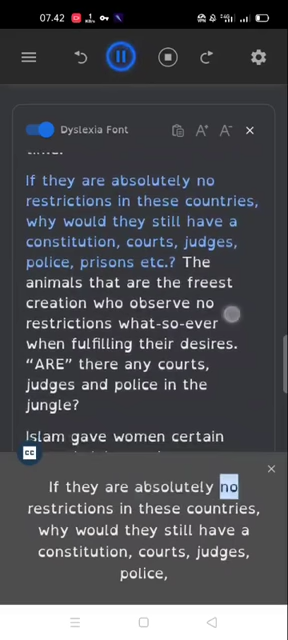 07.42
Dyslexia Font
A+ A-
time.
If they are absolutely no
restrictions in these countries,
why would they still have a
constitution, courts, judges,
police, prisons etc.? The
animals that are the freest
creation who observe no
restrictions what-so-ever
when fulfilling their desires.
“ARE” there any courts,
judges and police in the
jungle?
Islam gave women certain
CC
If they are absolutely no
restrictions in these countries,
why would they still have a
constitution, courts, judges,
police,